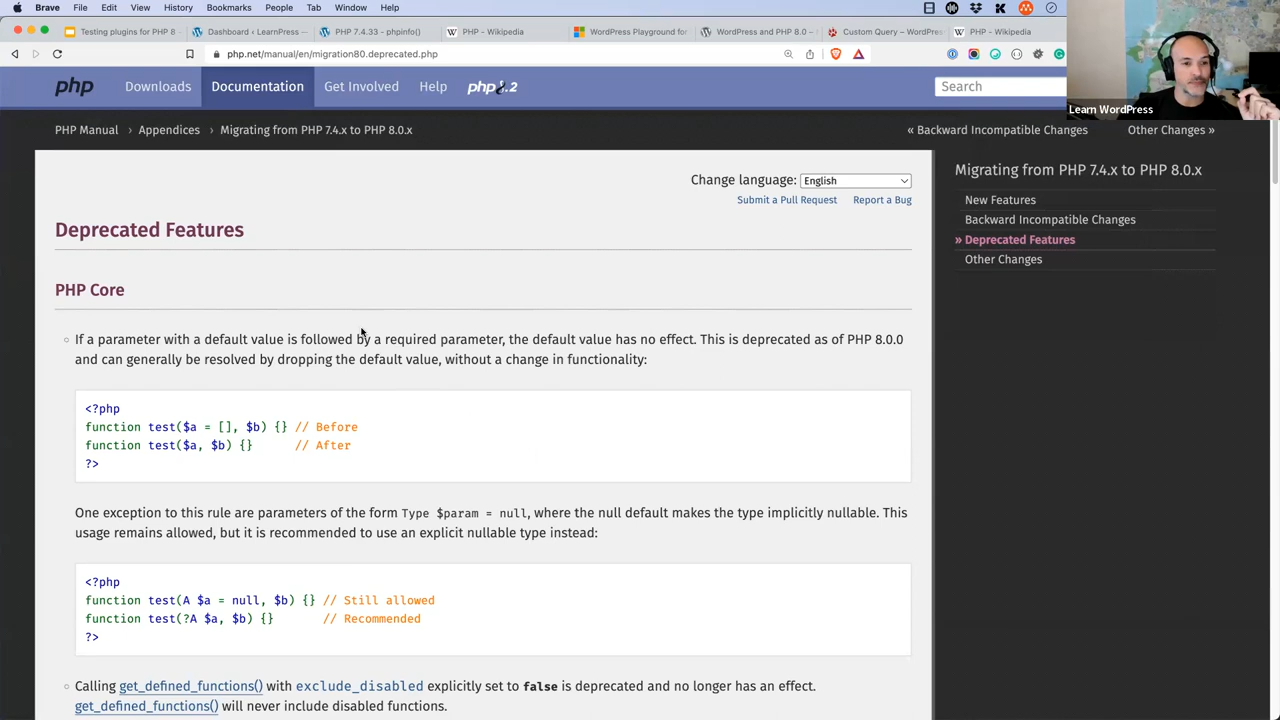 Brave File Edit View History Bookmarks People Tab Window Help
Testing plugins for PHP 8 Dashboard ‹ LearnPress PHP 7.4.33 - phpinfo() PHP - Wikipedia WordPress Playground for WordPress and PHP 8.0 – Custom Query – WordPres PHP - Wikipedia
php.net/manual/en/migration80.deprecated.php
php Downloads Documentation Get Involved Help php8.2 Search
Learn WordPress
PHP Manual Appendices Migrating from PHP 7.4.x to PHP 8.0.x « Backward Incompatible Changes Other Changes »
Change language: English
Submit a Pull Request Report a Bug
Deprecated Features
PHP Core
If a parameter with a default value is followed by a required parameter, the default value has no effect. This is deprecated as of PHP 8.0.0
and can generally be resolved by dropping the default value, without a change in functionality:
<?php
function test($a = [], $b) {} // Before
function test($a, $b) {} // After
?>
One exception to this rule are parameters of the form Type $param = null, where the null default makes the type implicitly nullable. This
usage remains allowed, but it is recommended to use an explicit nullable type instead:
<?php
function test(A $a = null, $b) {} // Still allowed
function test(?A $a, $b) {} // Recommended
?>
Calling get_defined_functions() with exclude_disabled explicitly set to false is deprecated and no longer has an effect.
get_defined_functions() will never include disabled functions.
Migrating from PHP 7.4.x to PHP 8.0.x
New Features
Backward Incompatible Changes
» Deprecated Features
Other Changes